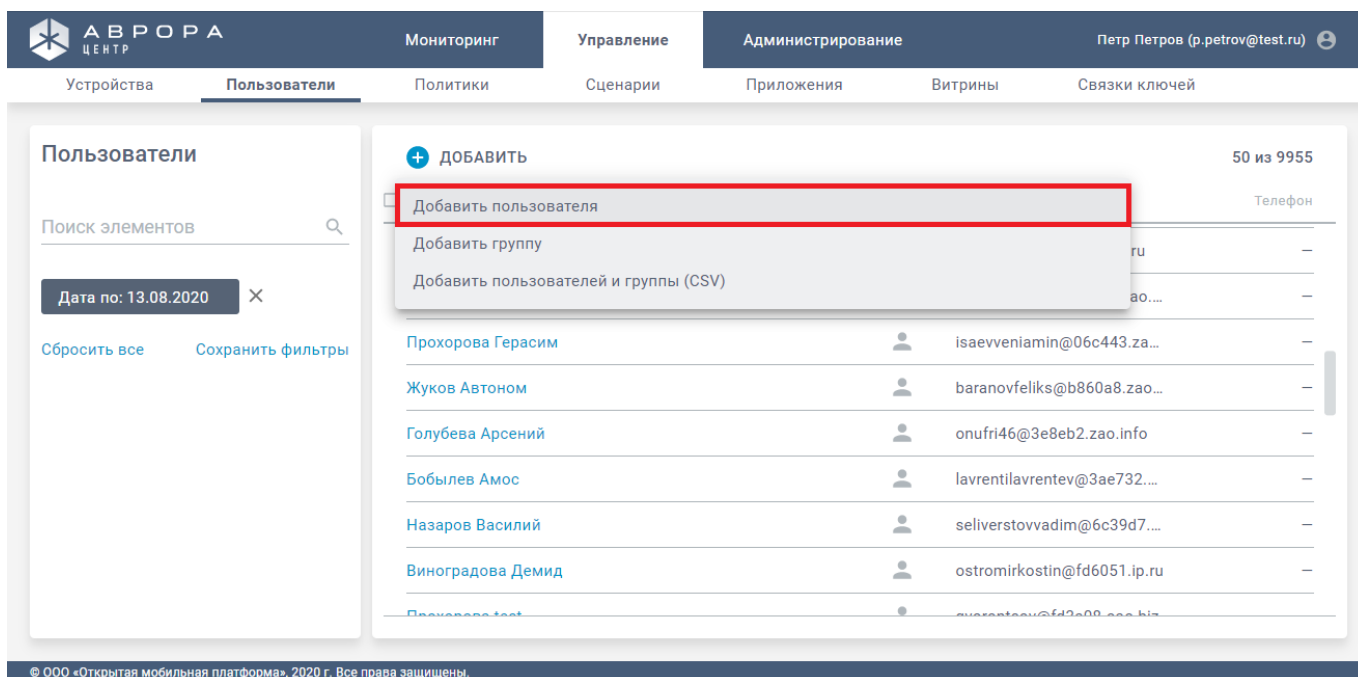 АВРОРА
ЦЕНТР
Мониторинг Управление Администрирование Петр Петров (p.petrov@test.ru)
Устройства Пользователи Политики Сценарии Приложения Витрины Связки ключей
Пользователи
ДОБАВИТЬ 50 из 9955
Добавить пользователя Телефон
Поиск элементов
Добавить группу ru —
Добавить пользователей и группы (CSV)
Дата по: 13.08.2020 ao.... —
Сбросить все Сохранить фильтры
Прохорова Герасим isaevveniamin@06c443.za... —
Жуков Автоном baranovfeliks@b860a8.zao... —
Голубева Арсений onufri46@3e8eb2.zao.info —
Бобылев Амос lavrentilavrentev@3ae732.... —
Назаров Василий seliverstovvadim@6c39d7.... —
Виноградова Демид ostromirkostin@fd6051.ip.ru —
© ООО «Открытая мобильная платформа», 2020 г. Все права защищены.